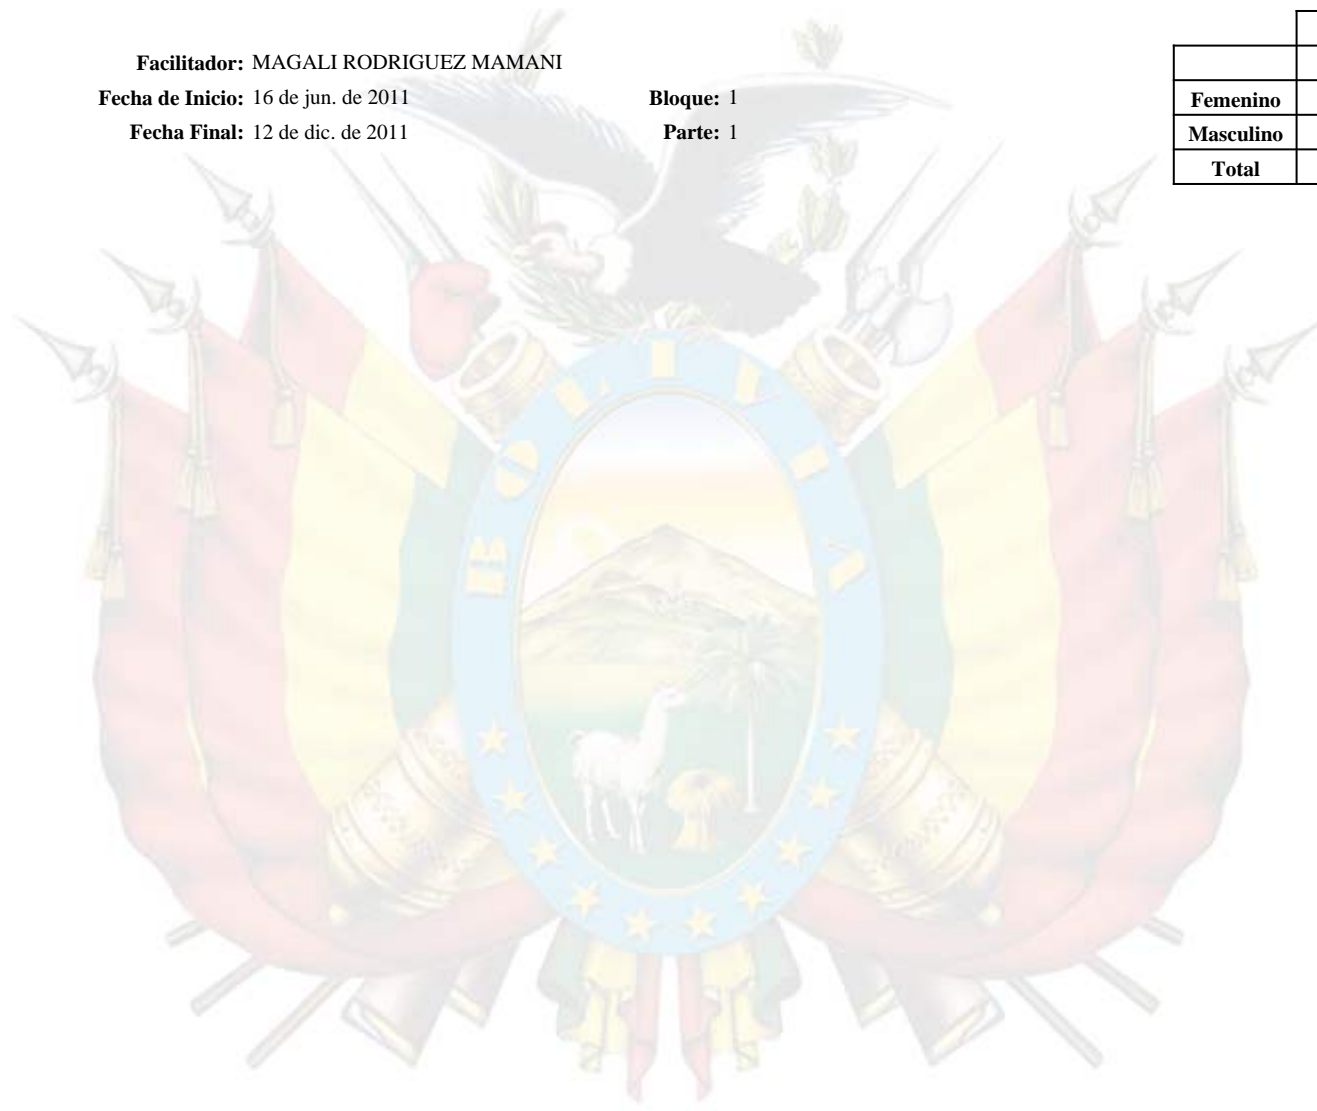 Facilitador: MAGALI RODRIGUEZ MAMANI
Fecha de Inicio: 16 de jun. de 2011 Bloque: 1
Fecha Final: 12 de dic. de 2011 Parte: 1
Femenino
Masculino
Total
BOLIVIA